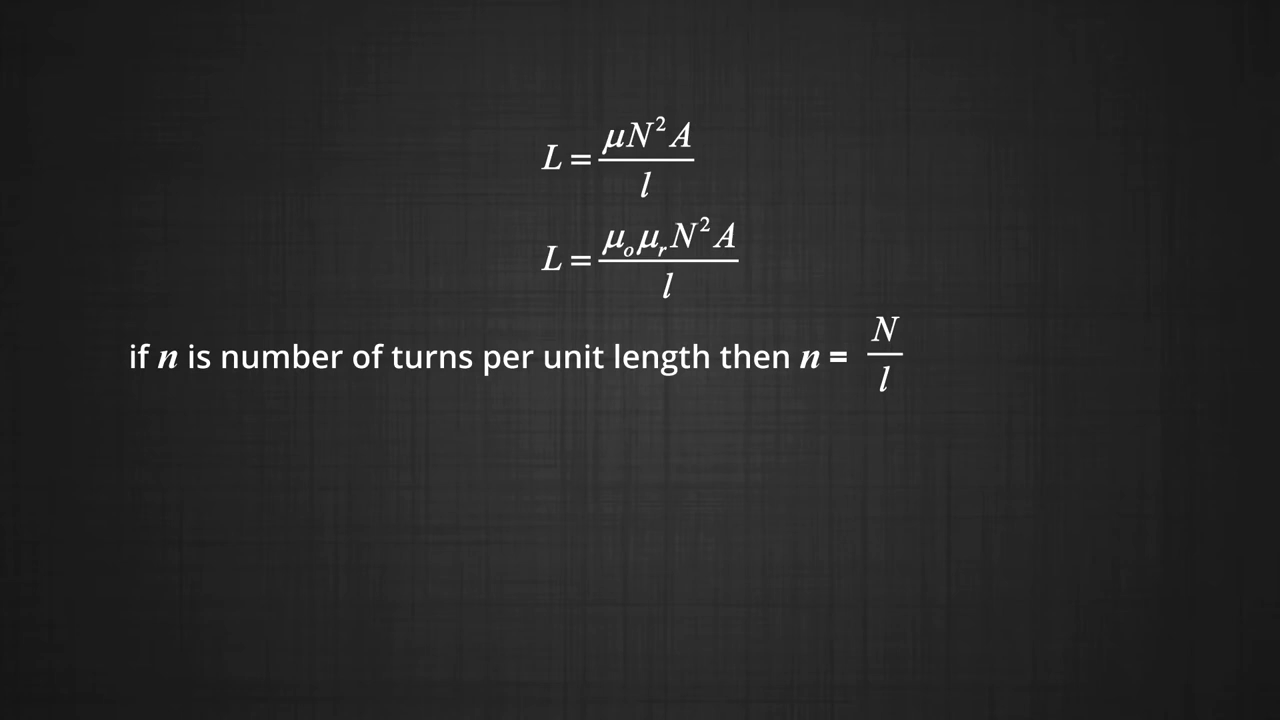 L = μN²A / l
L = μₒμᵣN²A / l
if n is number of turns per unit length then n = N / l